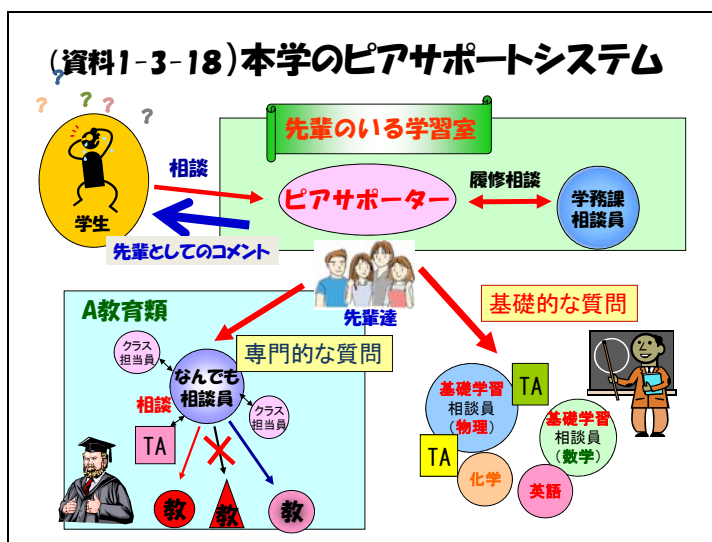 (資料1-3-18)本学のピアサポートシステム
? ? ? ? ?
先輩のいる学習室
相談
ピアサポーター
履修相談
学務課
相談員
学生
先輩としてのコメント
先輩達
A教育類
専門的な質問
基礎的な質問
クラス
担当員
なんでも
相談員
クラス
担当員
相談
TA
教
教
教
TA
基礎学習
相談員
(物理)
基礎学習
相談員
(数学)
TA
化学
英語